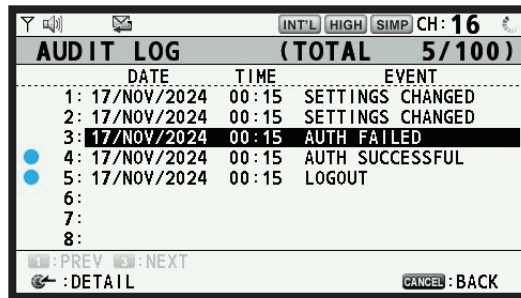 INT'L HIGH SIMP CH:16
AUDIT LOG (TOTAL 5/100)
DATE TIME EVENT
1: 17/NOV/2024 00:15 SETTINGS CHANGED
2: 17/NOV/2024 00:15 SETTINGS CHANGED
3: 17/NOV/2024 00:15 AUTH FAILED
4: 17/NOV/2024 00:15 AUTH SUCCESSFUL
5: 17/NOV/2024 00:15 LOGOUT
6:
7:
8:
1:PREV 3:NEXT
:DETAIL CANCEL:BACK